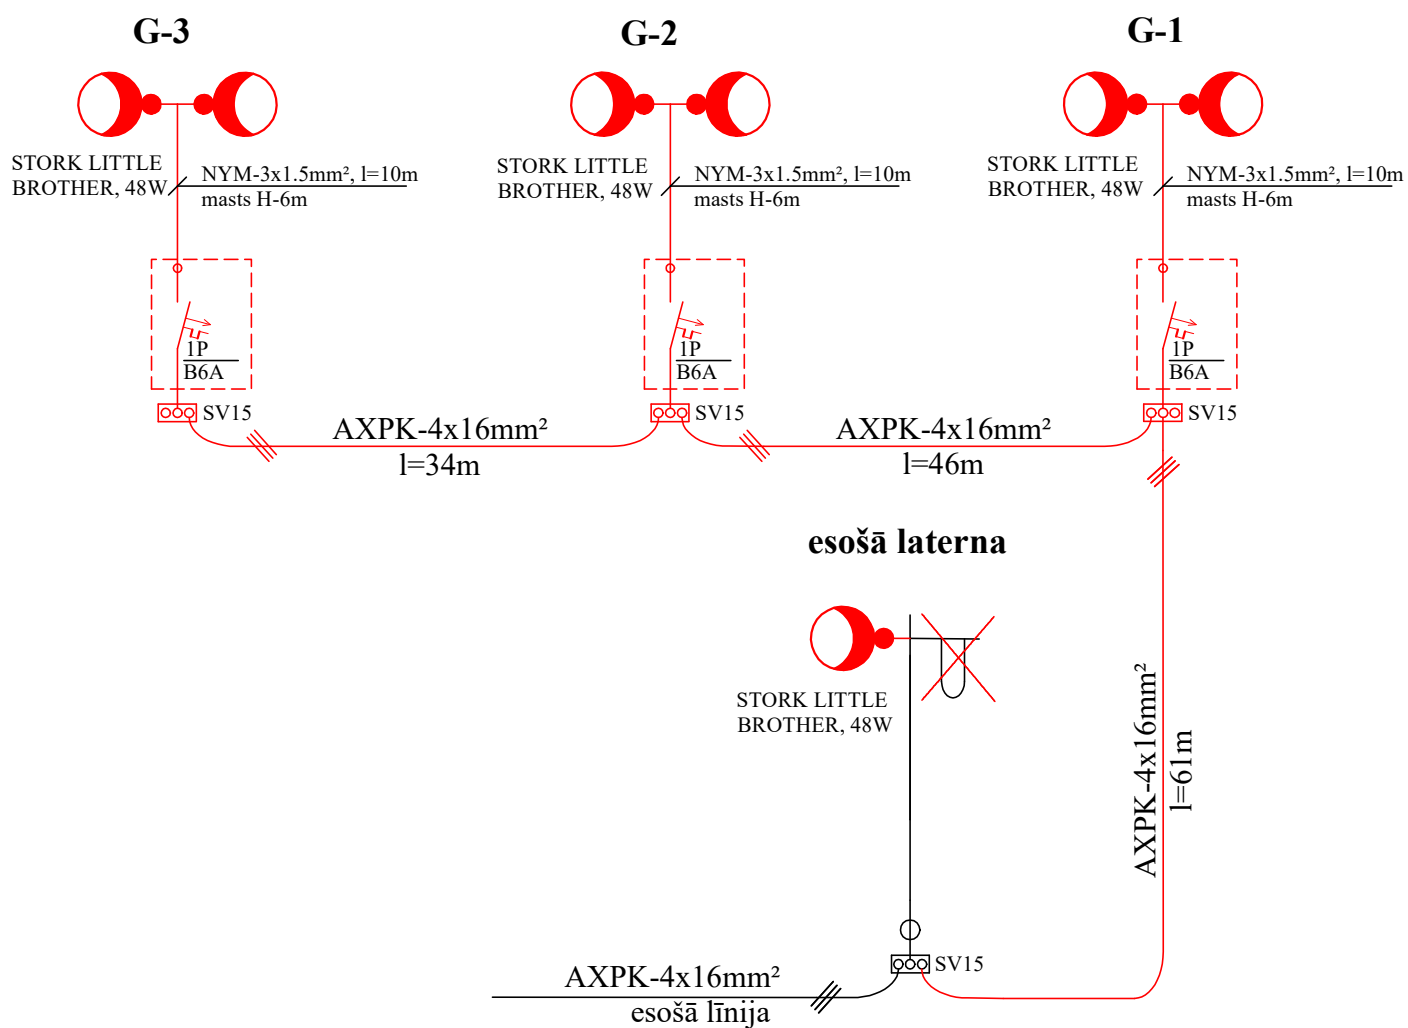 G-3
G-2
G-1
STORK LITTLE
BROTHER, 48W
NYM-3x1.5mm², l=10m
masts H-6m
STORK LITTLE
BROTHER, 48W
NYM-3x1.5mm², l=10m
masts H-6m
STORK LITTLE
BROTHER, 48W
NYM-3x1.5mm², l=10m
masts H-6m
1P
B6A
1P
B6A
1P
B6A
SV15
SV15
SV15
AXPK-4x16mm²
l=34m
AXPK-4x16mm²
l=46m
esošā laterna
STORK LITTLE
BROTHER, 48W
AXPK-4x16mm²
l=61m
SV15
AXPK-4x16mm²
esošā līnija